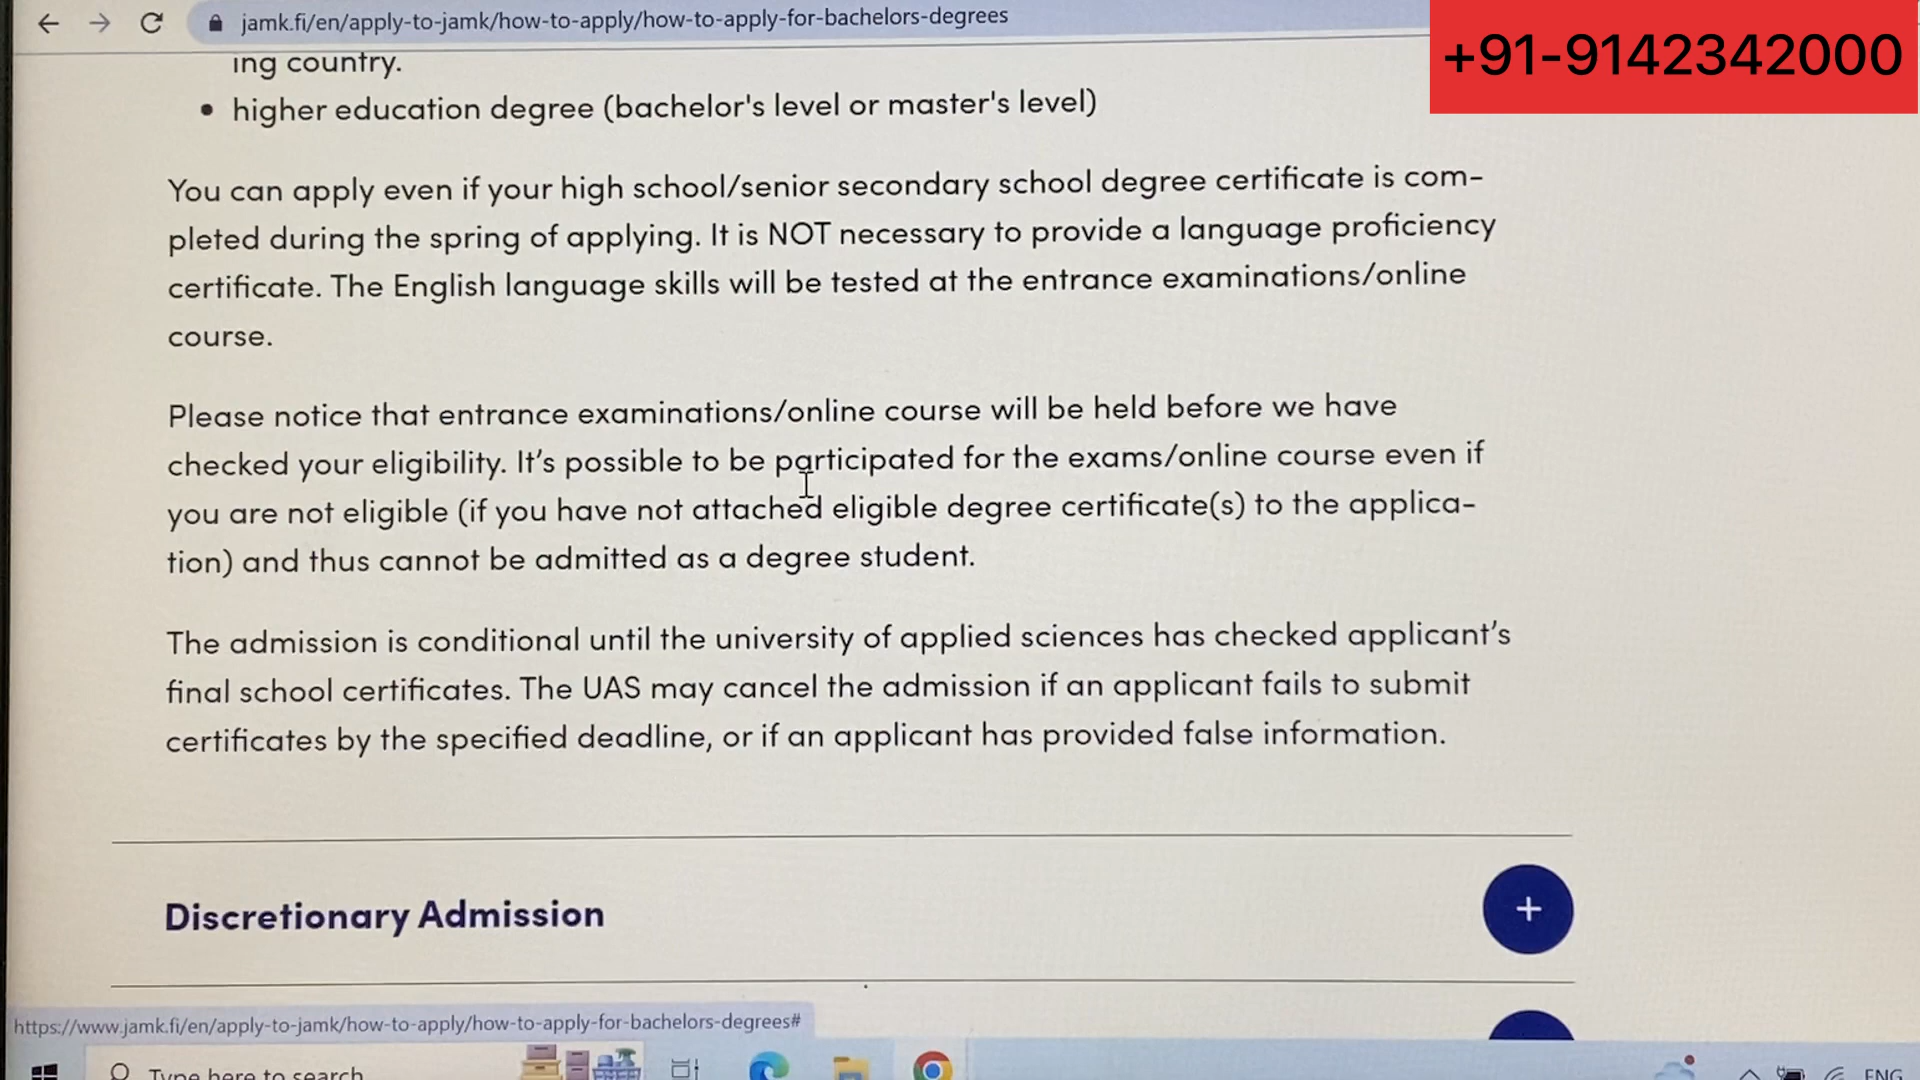 jamk.fi/en/apply-to-jamk/how-to-apply/how-to-apply-for-bachelors-degrees
+91-9142342000
ing country.
• higher education degree (bachelor's level or master's level)
You can apply even if your high school/senior secondary school degree certificate is com-
pleted during the spring of applying. It is NOT necessary to provide a language proficiency
certificate. The English language skills will be tested at the entrance examinations/online
course.
Please notice that entrance examinations/online course will be held before we have
checked your eligibility. It's possible to be participated for the exams/online course even if
you are not eligible (if you have not attached eligible degree certificate(s) to the applica-
tion) and thus cannot be admitted as a degree student.
The admission is conditional until the university of applied sciences has checked applicant's
final school certificates. The UAS may cancel the admission if an applicant fails to submit
certificates by the specified deadline, or if an applicant has provided false information.
Discretionary Admission
+
https://www.jamk.fi/en/apply-to-jamk/how-to-apply/how-to-apply-for-bachelors-degrees#
Type here to search
ENG